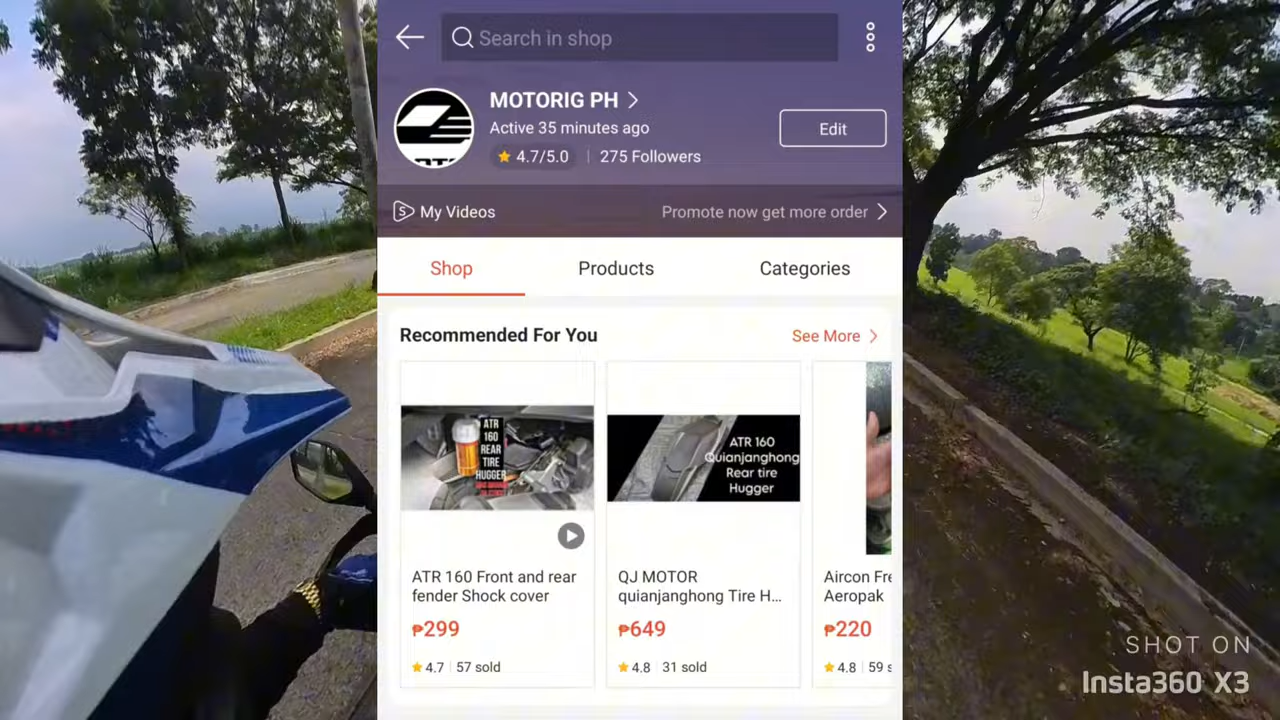 Search in shop
MOTORIG PH
Active 35 minutes ago
4.7/5.0
275 Followers
Edit
My Videos
Promote now get more order
Shop
Products
Categories
Recommended For You
See More
ATR
160
REAR
TIRE
HUGGER
ATR 160
Quianjanghong
Rear tire
Hugger
ATR 160 Front and rear
fender Shock cover
₱299
4.7
57 sold
QJ MOTOR
quianjanghong Tire H...
₱649
4.8
31 sold
Aircon Fre
Aeropak
₱220
4.8
59 s
SHOT ON
Insta360 X3